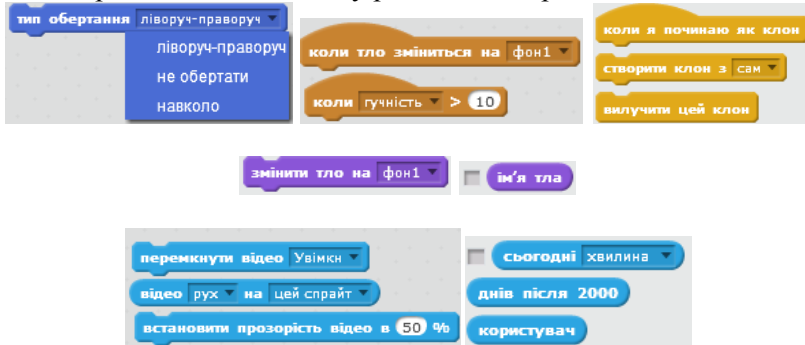 тип обертання ліворуч-праворуч
ліворуч-праворуч
не обертати
навколо
коли тло зміниться на фон1
коли гучність > 10
коли я починаю як клон
створити клон з сам
вилучити цей клон
змінити тло на фон1
ім'я тла
перемкнути відео Увімкн
відео рух на цей спрайт
встановити прозорість відео в 50 %
сьогодні хвилина
днів після 2000
користувач